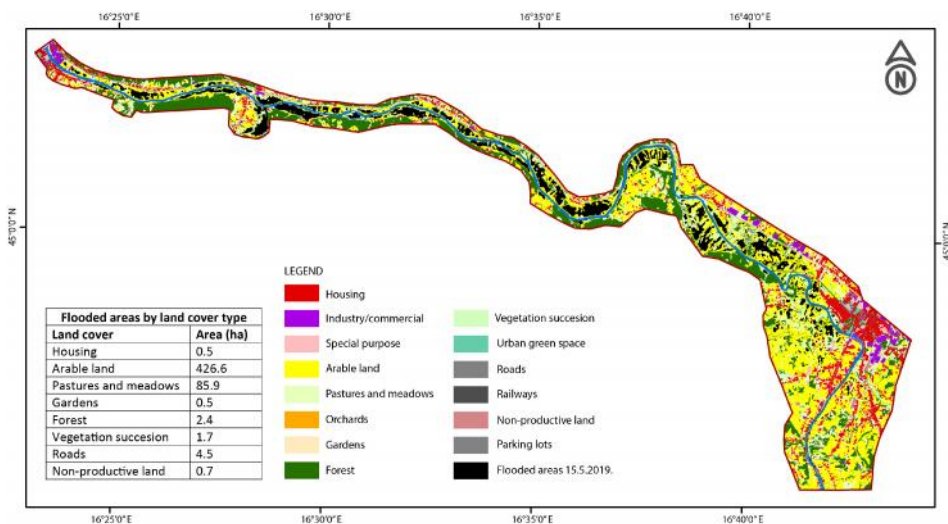 16°25'0"E 16°30'0"E 16°35'0"E 16°40'0"E
N
45°0'0"N
45°0'0"N
LEGEND
Housing
Industry/commercial
Special purpose
Arable land
Pastures and meadows
Orchards
Gardens
Forest
Vegetation succesion
Urban green space
Roads
Railways
Non-productive land
Parking lots
Flooded areas 15.5.2019.
Flooded areas by land cover type
Land cover Area (ha)
Housing 0.5
Arable land 426.6
Pastures and meadows 85.9
Gardens 0.5
Forest 2.4
Vegetation succesion 1.7
Roads 4.5
Non-productive land 0.7
16°25'0"E 16°30'0"E 16°35'0"E 16°40'0"E